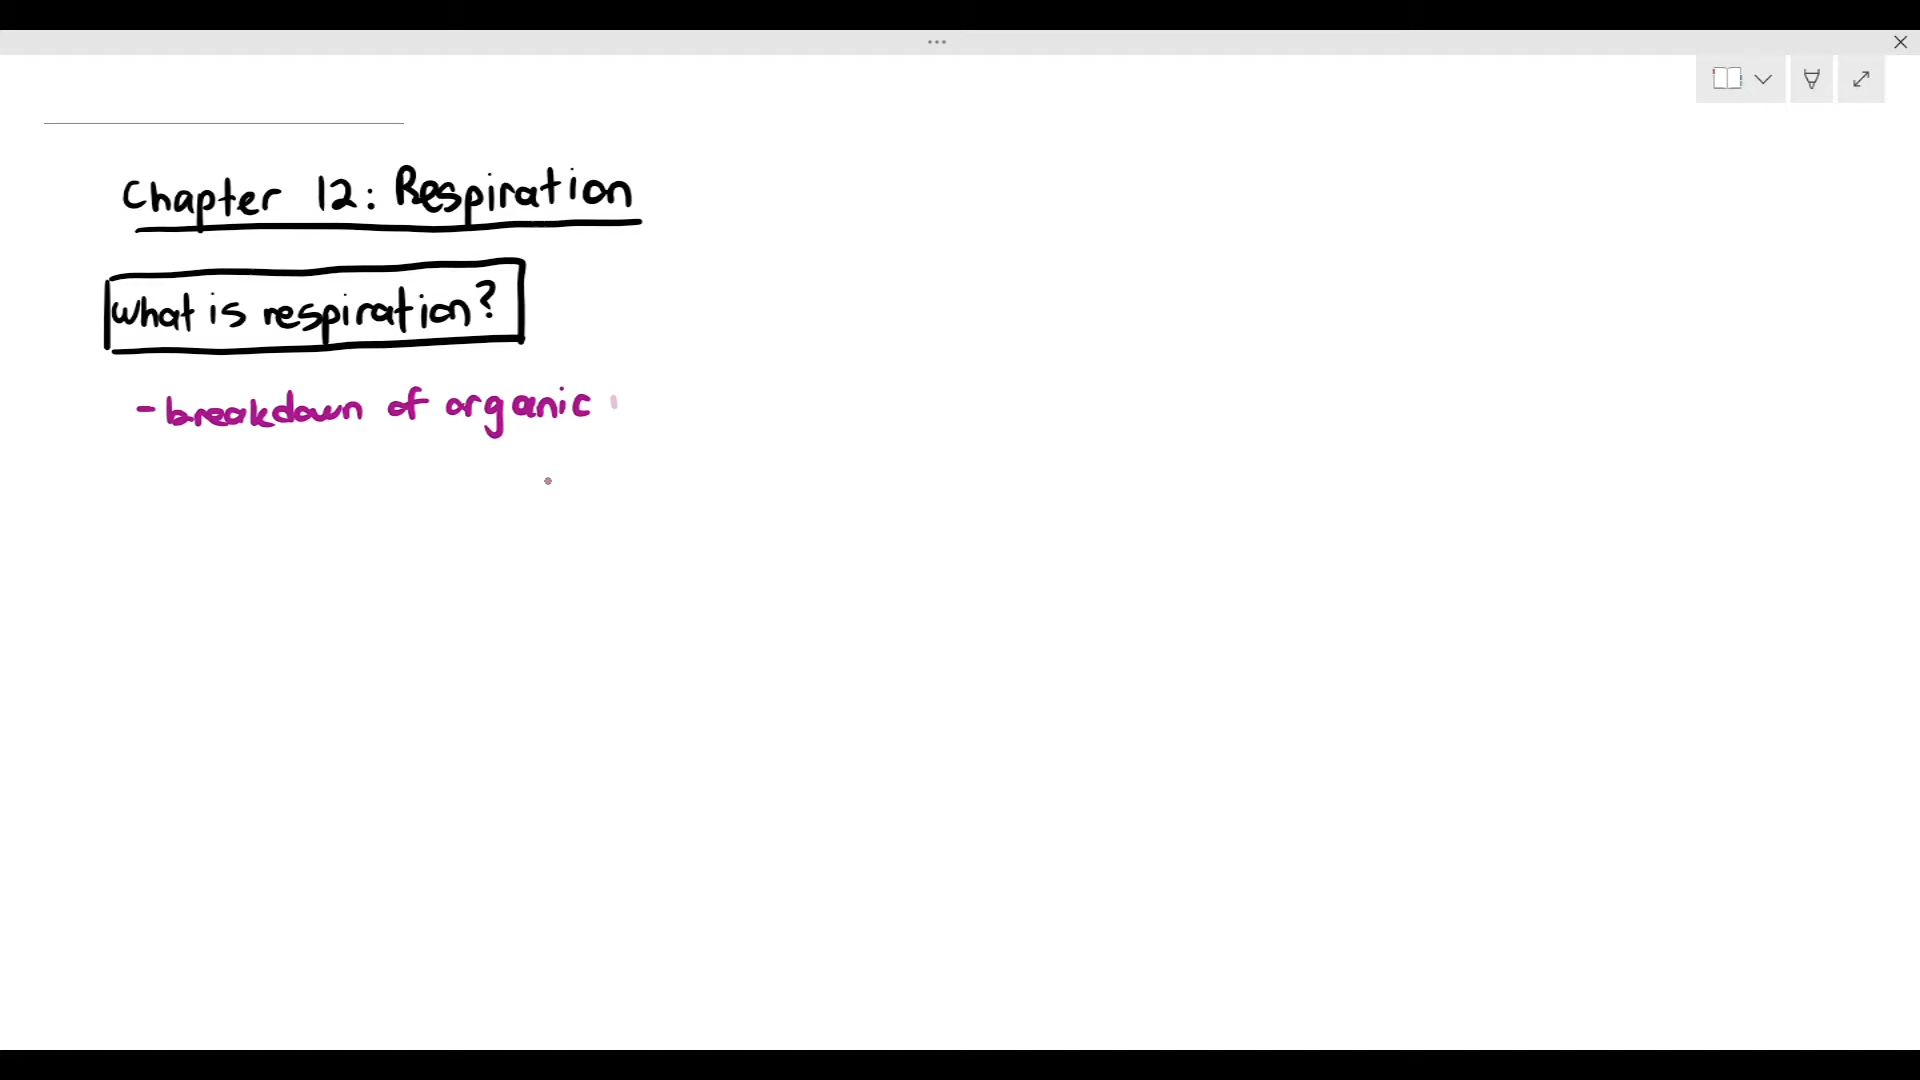 Chapter 12: Respiration
What is respiration?
- breakdown of organic